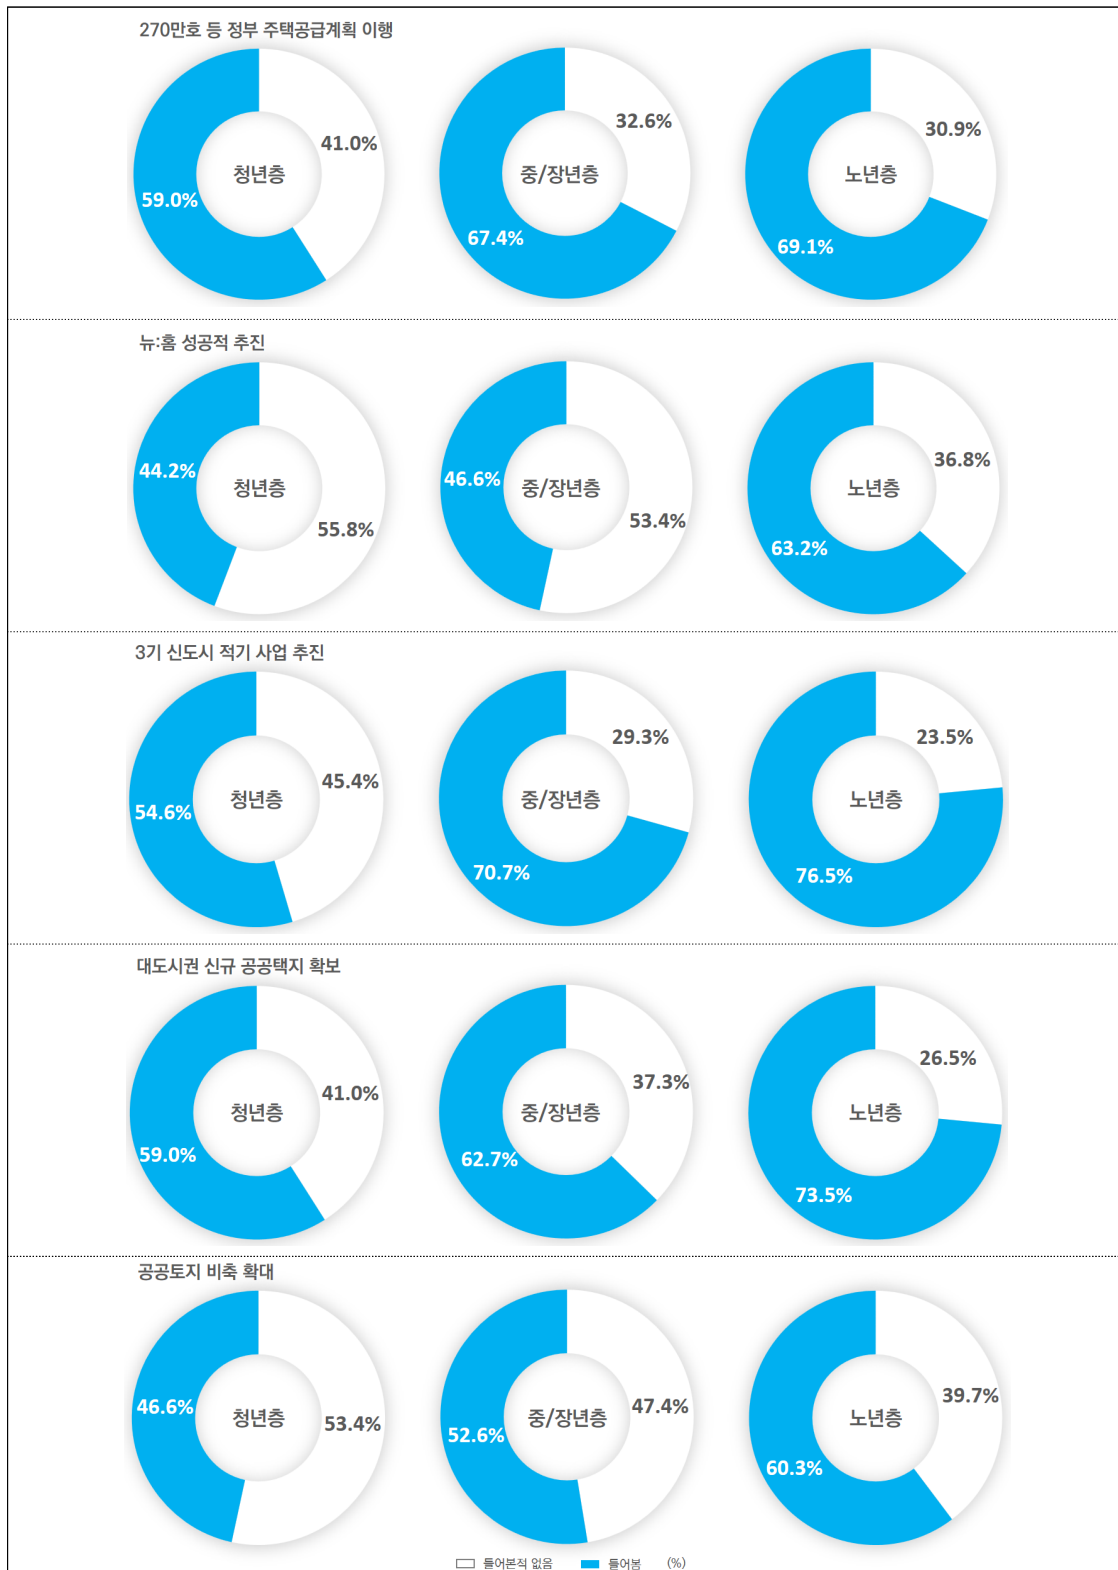 270만호 등 정부 주택공급계획 이행
41.0%
청년층
59.0%
32.6%
중/장년층
67.4%
30.9%
노년층
69.1%
뉴:홈 성공적 추진
44.2%
청년층
55.8%
46.6%
중/장년층
53.4%
36.8%
노년층
63.2%
3기 신도시 적기 사업 추진
45.4%
청년층
54.6%
29.3%
중/장년층
70.7%
23.5%
노년층
76.5%
대도시권 신규 공공택지 확보
41.0%
청년층
59.0%
37.3%
중/장년층
62.7%
26.5%
노년층
73.5%
공공토지 비축 확대
46.6%
청년층
53.4%
47.4%
중/장년층
52.6%
39.7%
노년층
60.3%
들어본적 없음 들어봄 (%)